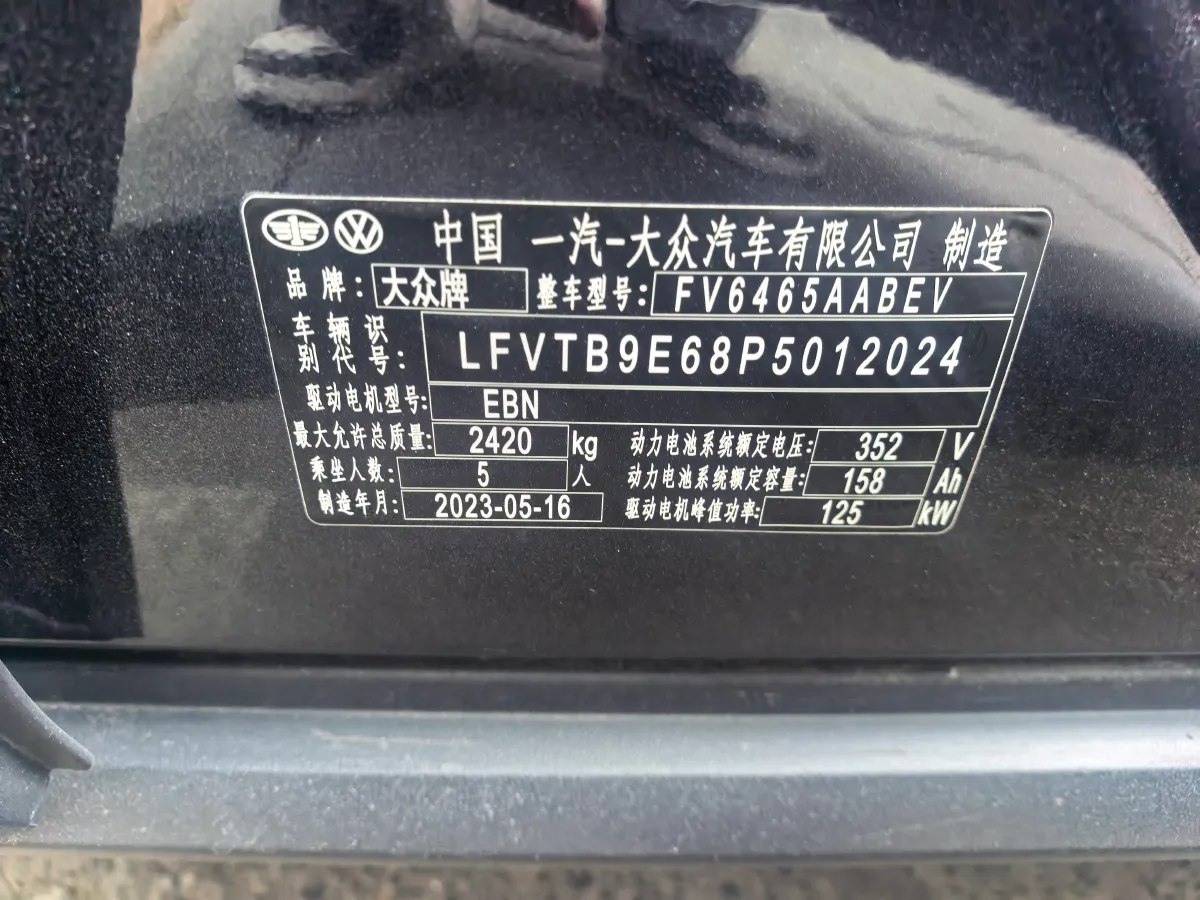 中国 一汽-大众汽车有限公司 制造
品牌: 大众牌 整车型号: FV6465AABEV
车辆识别代号: LFVTB9E68P5012024
驱动电机型号: EBN
最大允许总质量: 2420 kg 动力电池系统额定电压: 352 V
乘坐人数: 5 人 动力电池系统额定容量: 158 Ah
制造年月: 2023-05-16 驱动电机峰值功率: 125 kW